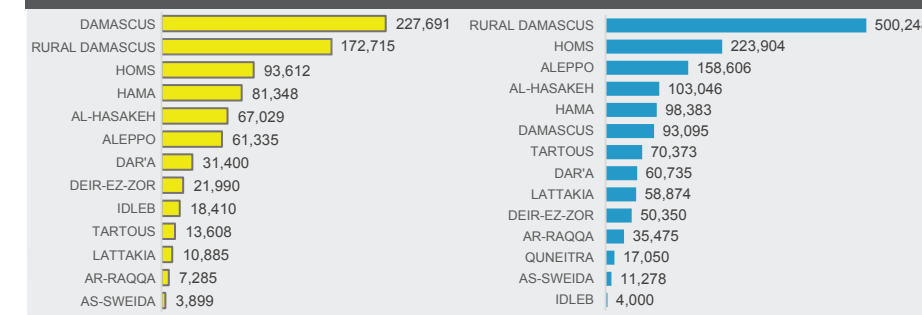 DAMASCUS 227,691
RURAL DAMASCUS 172,715
HOMS 93,612
HAMA 81,348
AL-HASAKEH 67,029
ALEPPO 61,335
DAR'A 31,400
DEIR-EZ-ZOR 21,990
IDLEB 18,410
TARTOUS 13,608
LATTAKIA 10,885
AR-RAQQA 7,285
AS-SWEIDA 3,899
RURAL DAMASCUS
HOMS 223,904
ALEPPO 158,606
AL-HASAKEH 103,046
HAMA 98,383
DAMASCUS 93,095
TARTOUS 70,373
DAR'A 60,735
LATTAKIA 58,874
DEIR-EZ-ZOR 50,350
AR-RAQQA 35,475
QUNEITRA 17,050
AS-SWEIDA 11,278
IDLEB 4,000